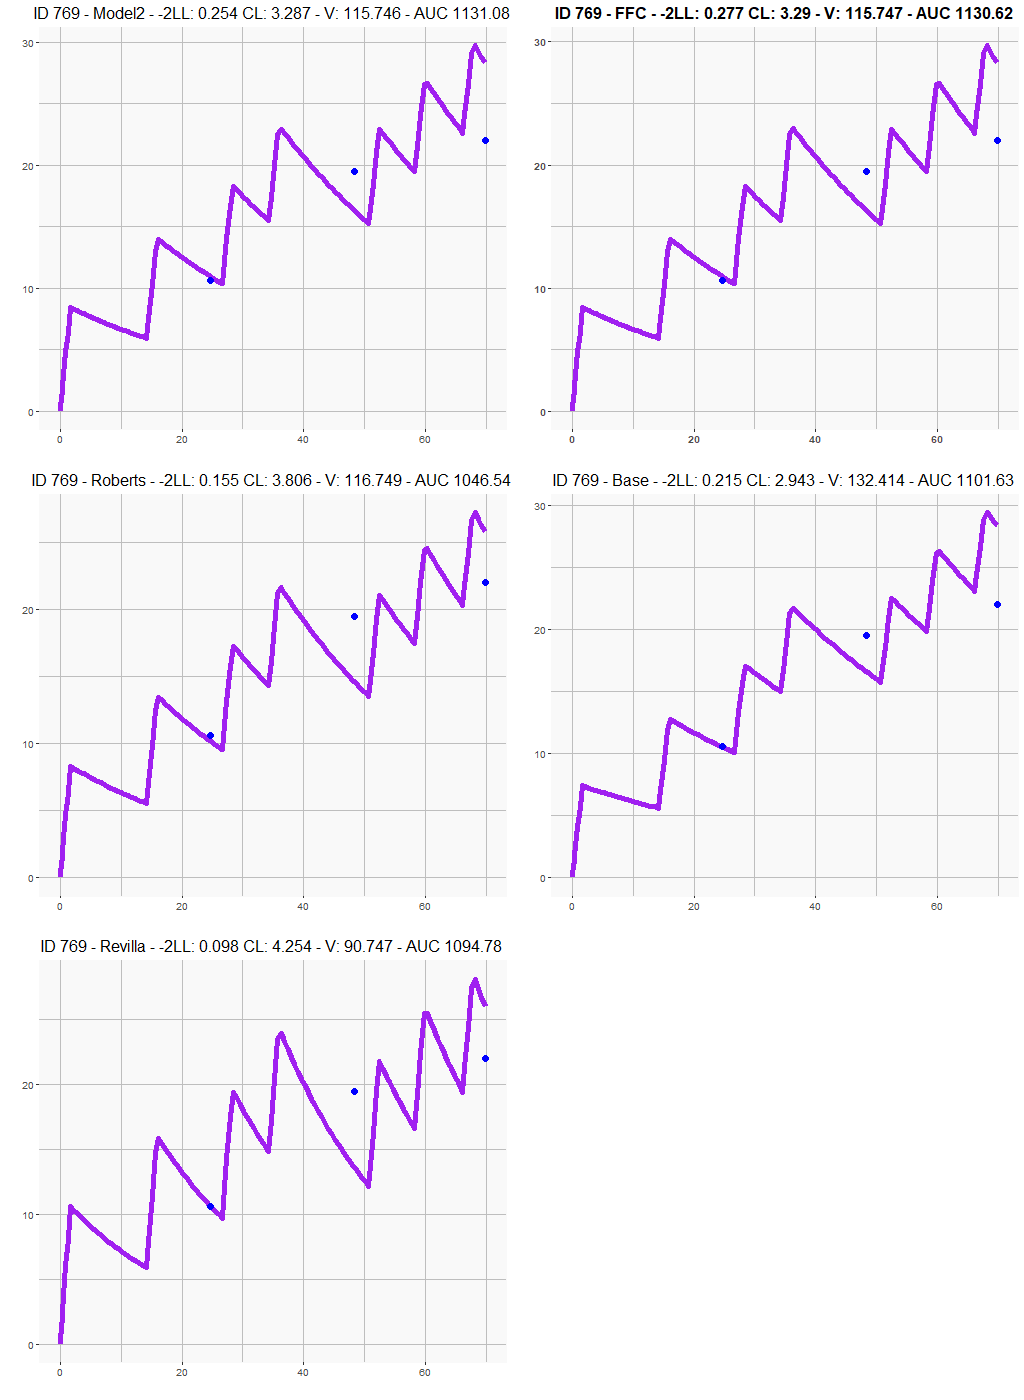 ID 769 - Model2 - -2LL: 0.254 CL: 3.287 - V: 115.746 - AUC 1131.08
30
20
10
0
0 20 40 60
ID 769 - FFC - -2LL: 0.277 CL: 3.29 - V: 115.747 - AUC 1130.62
30
20
10
0
0 20 40 60
ID 769 - Roberts - -2LL: 0.155 CL: 3.806 - V: 116.749 - AUC 1046.54
20
10
0
0 20 40 60
ID 769 - Base - -2LL: 0.215 CL: 2.943 - V: 132.414 - AUC 1101.63
30
20
10
0
0 20 40 60
ID 769 - Revilla - -2LL: 0.098 CL: 4.254 - V: 90.747 - AUC 1094.78
20
10
0
0 20 40 60